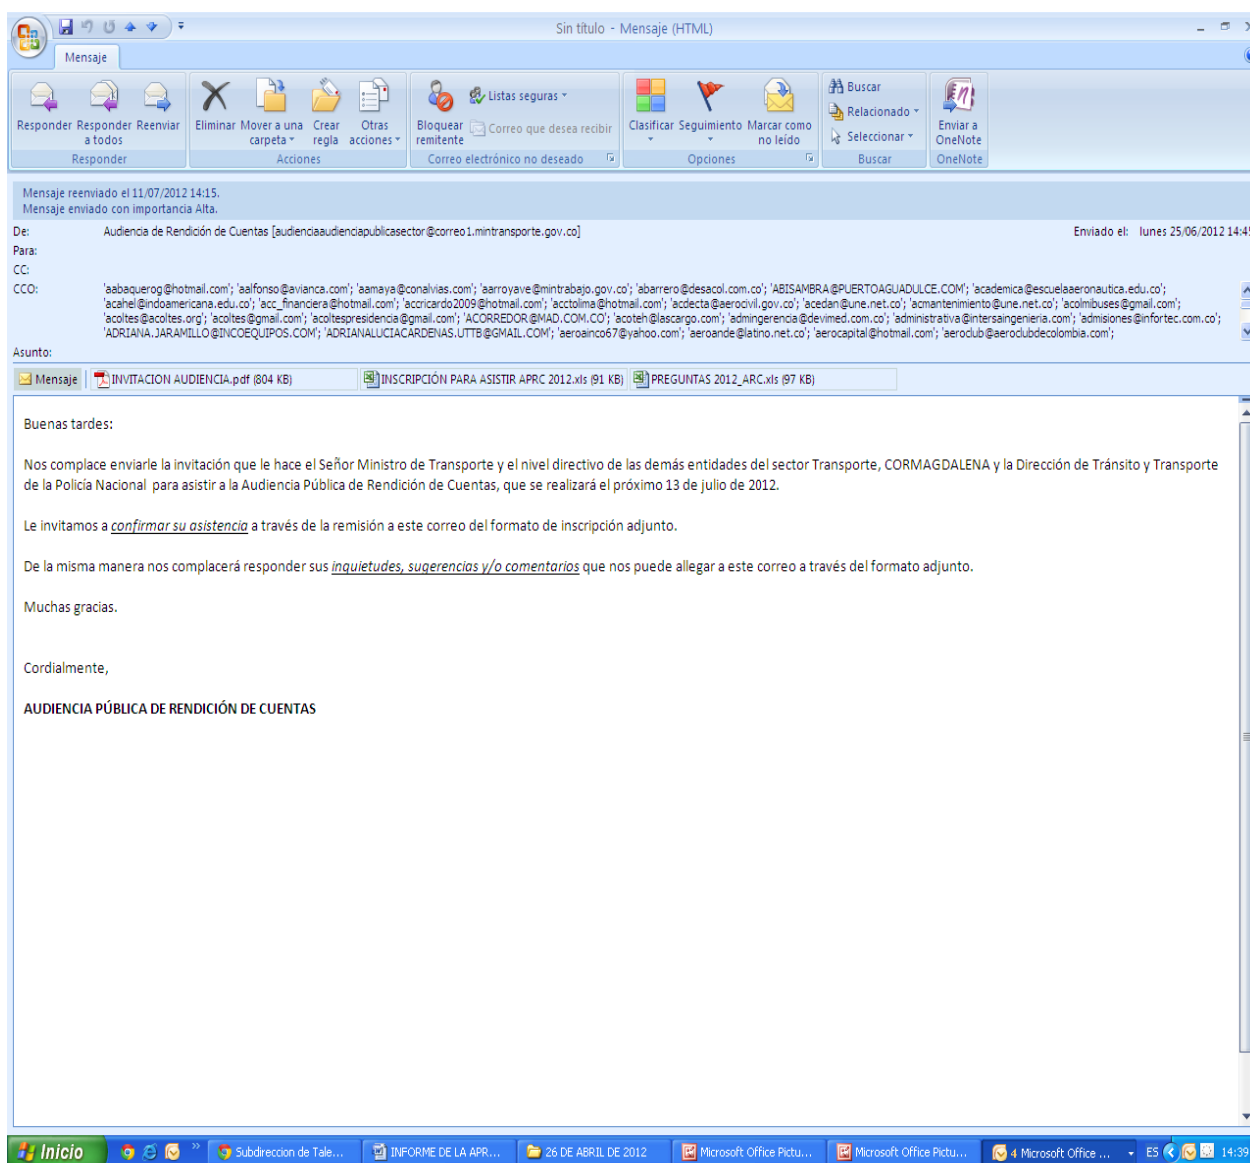 Sin título - Mensaje (HTML)
Mensaje
Responder Responder a todos Reenviar
Eliminar Mover a una carpeta Crear regla Otras acciones
Bloquear remitente Listas seguras Correo que desea recibir
Clasificar Seguimiento Marcar como no leído
Buscar Relacionado Seleccionar
Enviar a OneNote
Responder Acciones Correo electrónico no deseado Opciones Buscar OneNote
Mensaje reenviado el 11/07/2012 14:15.
Mensaje enviado con importancia Alta.
De: Audiencia de Rendición de Cuentas [audienciaaudienciapublicasector@correo1.mintransporte.gov.co] Enviado el: lunes 25/06/2012 14:45
Para:
CC:
CCO: 'aabaquerog@hotmail.com'; 'aalfonso@avianca.com'; 'aamaya@conalvias.com'; 'aarroyave@mintrabajo.gov.co'; 'abarrero@desacol.com.co'; 'ABISAMBRA@PUERTOAGUADULCE.COM'; 'academica@escuelaaeronautica.edu.co';
'acahel@indoamericana.edu.co'; 'acc_financiera@hotmail.com'; 'accricardo2009@hotmail.com'; 'acctolima@hotmail.com'; 'acdecta@aerocivil.gov.co'; 'acedan@une.net.co'; 'acmantenimiento@une.net.co'; 'acolmibuses@gmail.com';
'acoltes@acoltes.org'; 'acoltes@gmail.com'; 'acoltespresidencia@gmail.com'; 'ACORREDOR@MAD.COM.CO'; 'acoteh@lascargo.com'; 'admingerencia@devimed.com.co'; 'administrativa@intersaingenieria.com'; 'admisiones@infortec.com.co';
'ADRIANA.JARAMILLO@INCOEQUIPOS.COM'; 'ADRIANALUCIACARDENAS.UTTB@GMAIL.COM'; 'aeroainco67@yahoo.com'; 'aeroande@latino.net.co'; 'aerocapital@hotmail.com'; 'aeroclub@aeroclubdecolombia.com';
Asunto:
Mensaje INVITACION AUDIENCIA.pdf (804 KB) INSCRIPCIÓN PARA ASISTIR APRC 2012.xls (91 KB) PREGUNTAS 2012_ARC.xls (97 KB)
Buenas tardes:
Nos complace enviarle la invitación que le hace el Señor Ministro de Transporte y el nivel directivo de las demás entidades del sector Transporte, CORMAGDALENA y la Dirección de Tránsito y Transporte
de la Policía Nacional para asistir a la Audiencia Pública de Rendición de Cuentas, que se realizará el próximo 13 de julio de 2012.
Le invitamos a confirmar su asistencia a través de la remisión a este correo del formato de inscripción adjunto.
De la misma manera nos complacerá responder sus inquietudes, sugerencias y/o comentarios que nos puede allegar a este correo a través del formato adjunto.
Muchas gracias.
Cordialmente,
AUDIENCIA PÚBLICA DE RENDICIÓN DE CUENTAS
Inicio Subdireccion de Tale... INFORME DE LA APR... 26 DE ABRIL DE 2012 Microsoft Office Pictu... Microsoft Office Pictu... 4 Microsoft Office ... ES 14:39